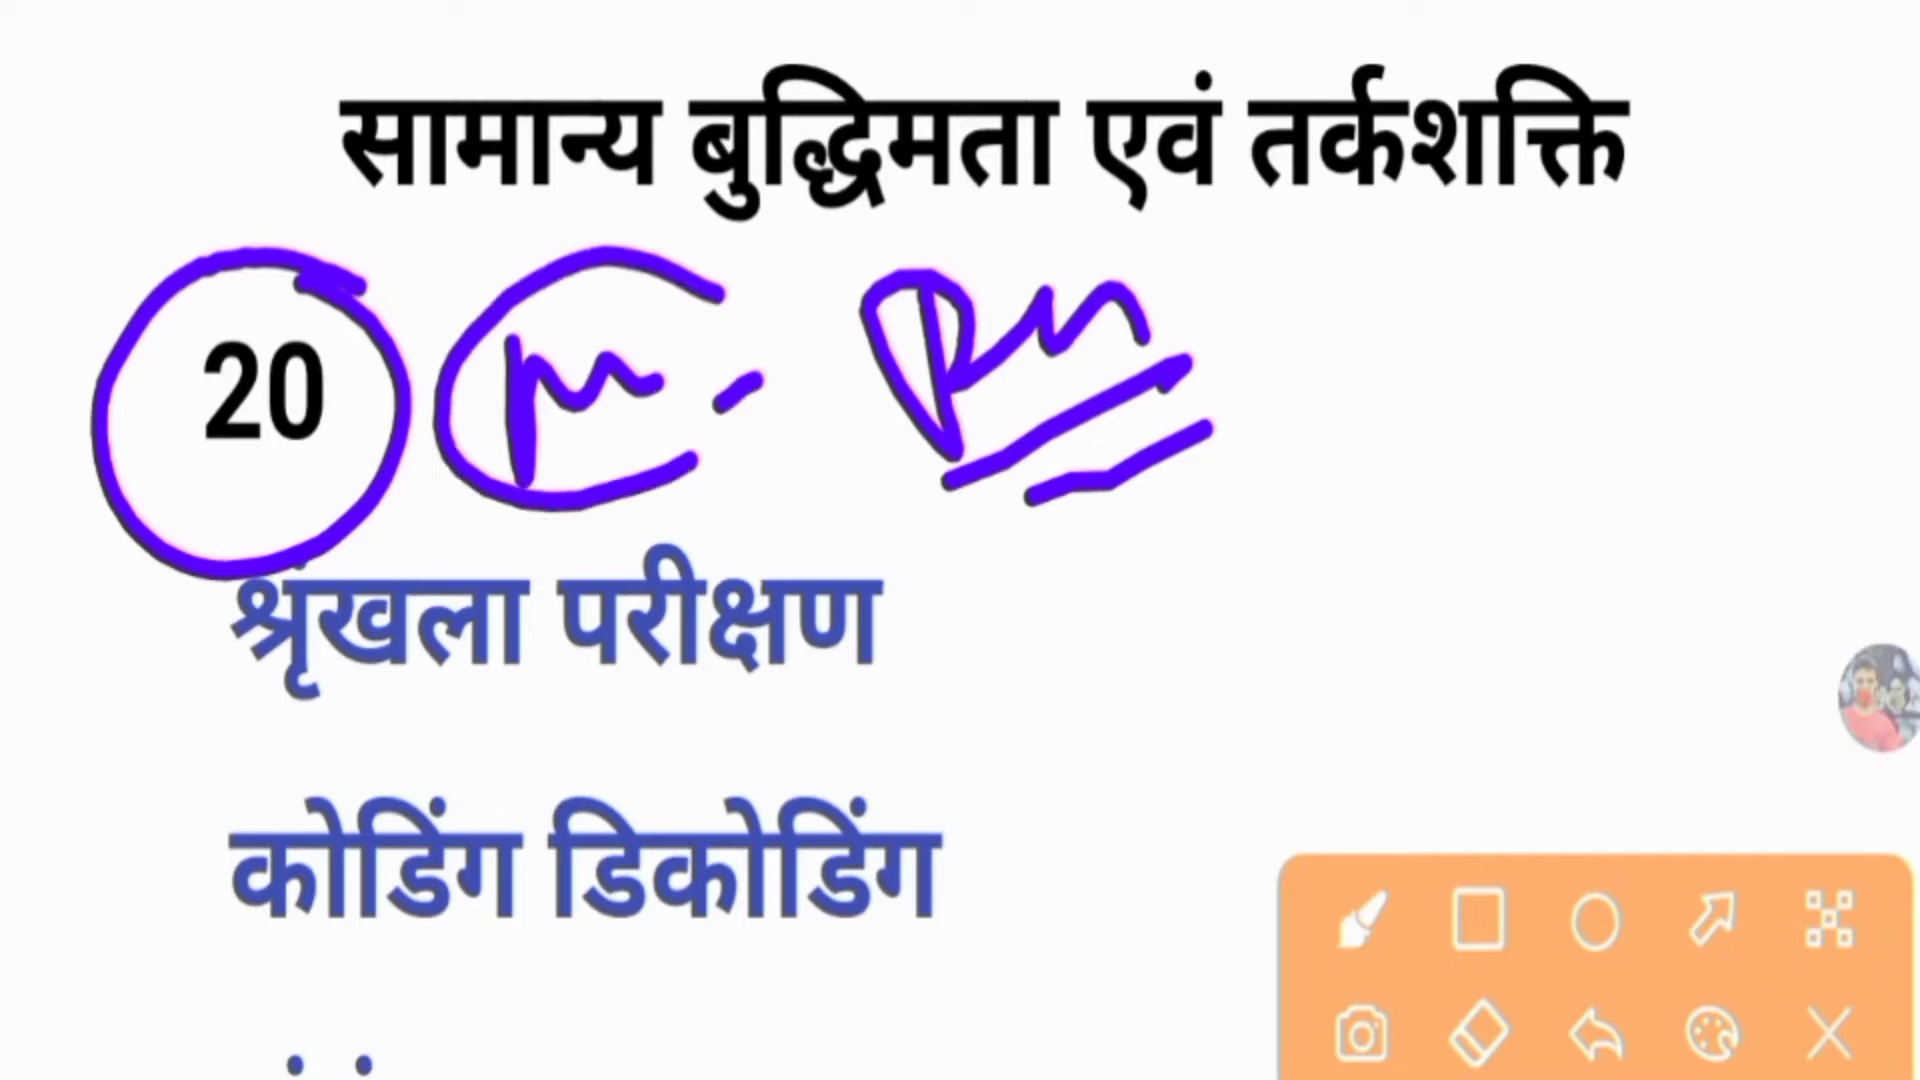 सामान्य बुद्धिमता एवं तर्कशक्ति
20
श्रृंखला परीक्षण
कोडिंग डिकोडिंग